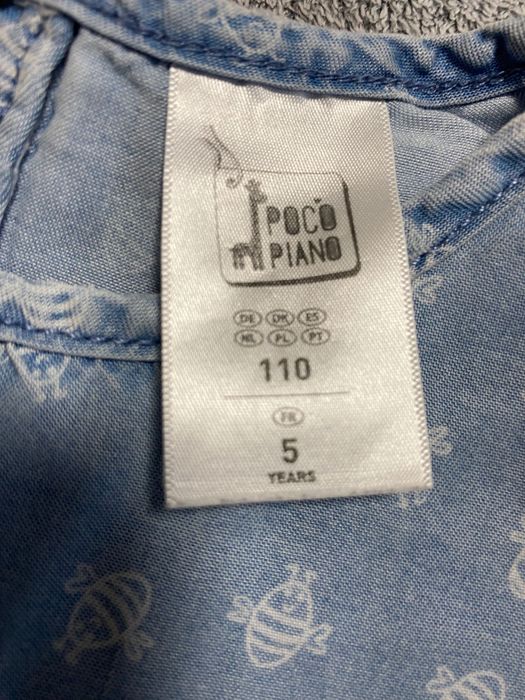 POCO
PIANO
DE DK ES
NL PL PT
110
FR
5
YEARS